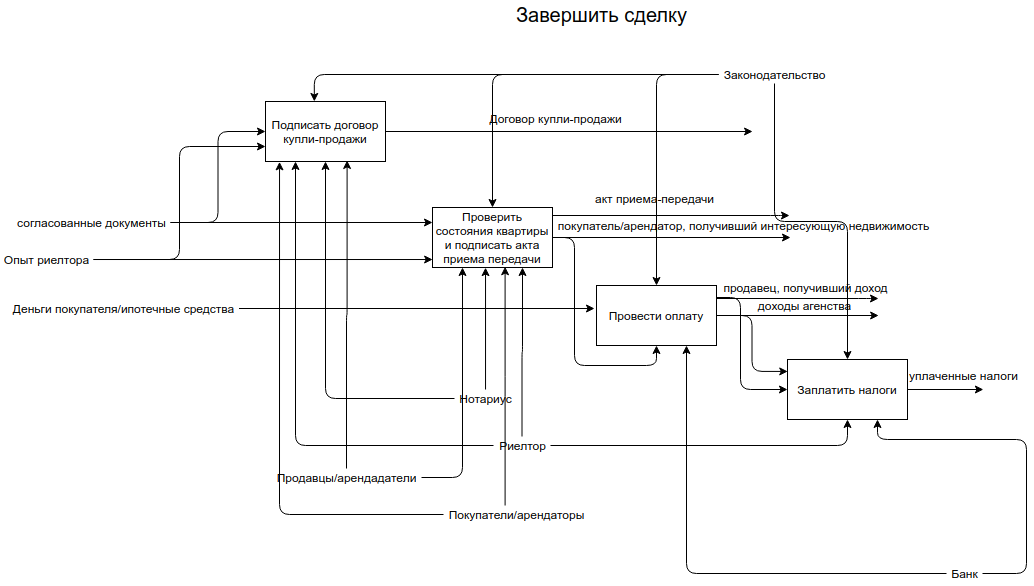 Завершить сделку
Законодательство
Подписать договор
купли-продажи
Договор купли-продажи
согласованные документы
Опыт риелтора
акт приема-передачи
Проверить
состояния квартиры
и подписать акта
приема передачи
покупатель/арендатор, получивший интересующую недвижимость
Деньги покупателя/ипотечные средства
Провести оплату
продавец, получивший доход
доходы агенства
Заплатить налоги
уплаченные налоги
Нотариус
Риелтор
Продавцы/арендадатели
Покупатели/арендаторы
Банк